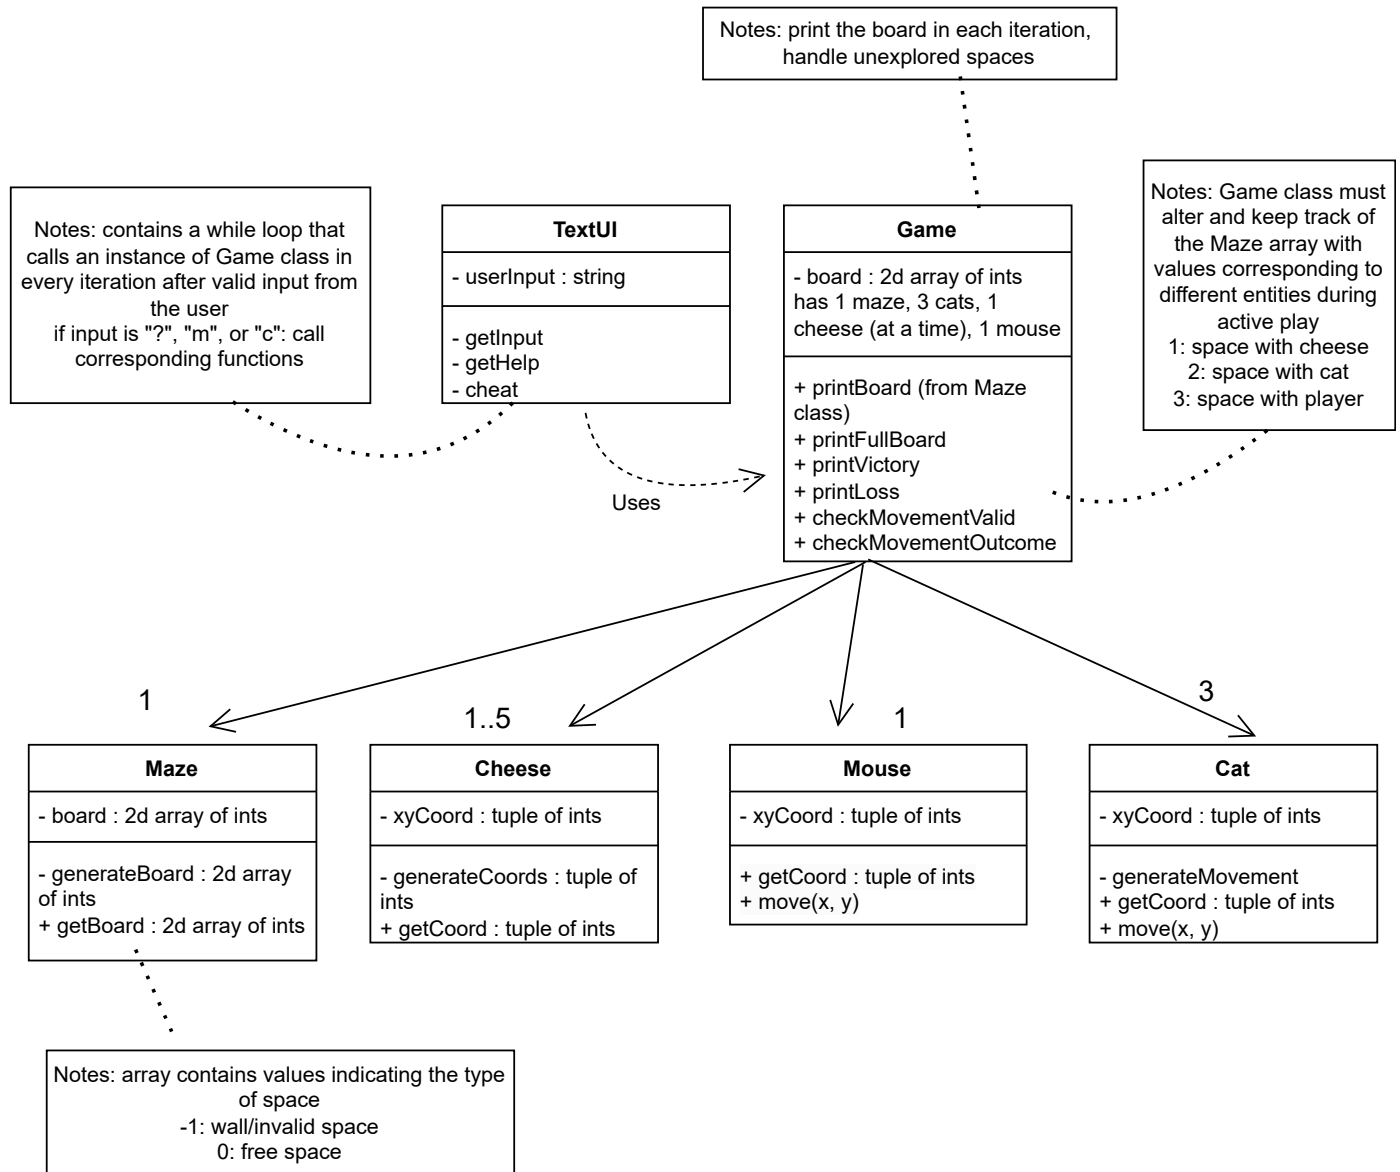 Notes: print the board in each iteration,
handle unexplored spaces
Notes: contains a while loop that
calls an instance of Game class in
every iteration after valid input from
the user
if input is "?", "m", or "c": call
corresponding functions
TextUI
- userInput : string
- getInput
- getHelp
- cheat
Uses
Game
- board : 2d array of ints
has 1 maze, 3 cats, 1
cheese (at a time), 1 mouse
+ printBoard (from Maze
class)
+ printFullBoard
+ printVictory
+ printLoss
+ checkMovementValid
+ checkMovementOutcome
Notes: Game class must
alter and keep track of
the Maze array with
values corresponding to
different entities during
active play
1: space with cheese
2: space with cat
3: space with player
1
1..5
1
3
Maze
- board : 2d array of ints
- generateBoard : 2d array
of ints
+ getBoard : 2d array of ints
Cheese
- xyCoord : tuple of ints
- generateCoords : tuple of
ints
+ getCoord : tuple of ints
Mouse
- xyCoord : tuple of ints
+ getCoord : tuple of ints
+ move(x, y)
Cat
- xyCoord : tuple of ints
- generateMovement
+ getCoord : tuple of ints
+ move(x, y)
Notes: array contains values indicating the type
of space
-1: wall/invalid space
0: free space